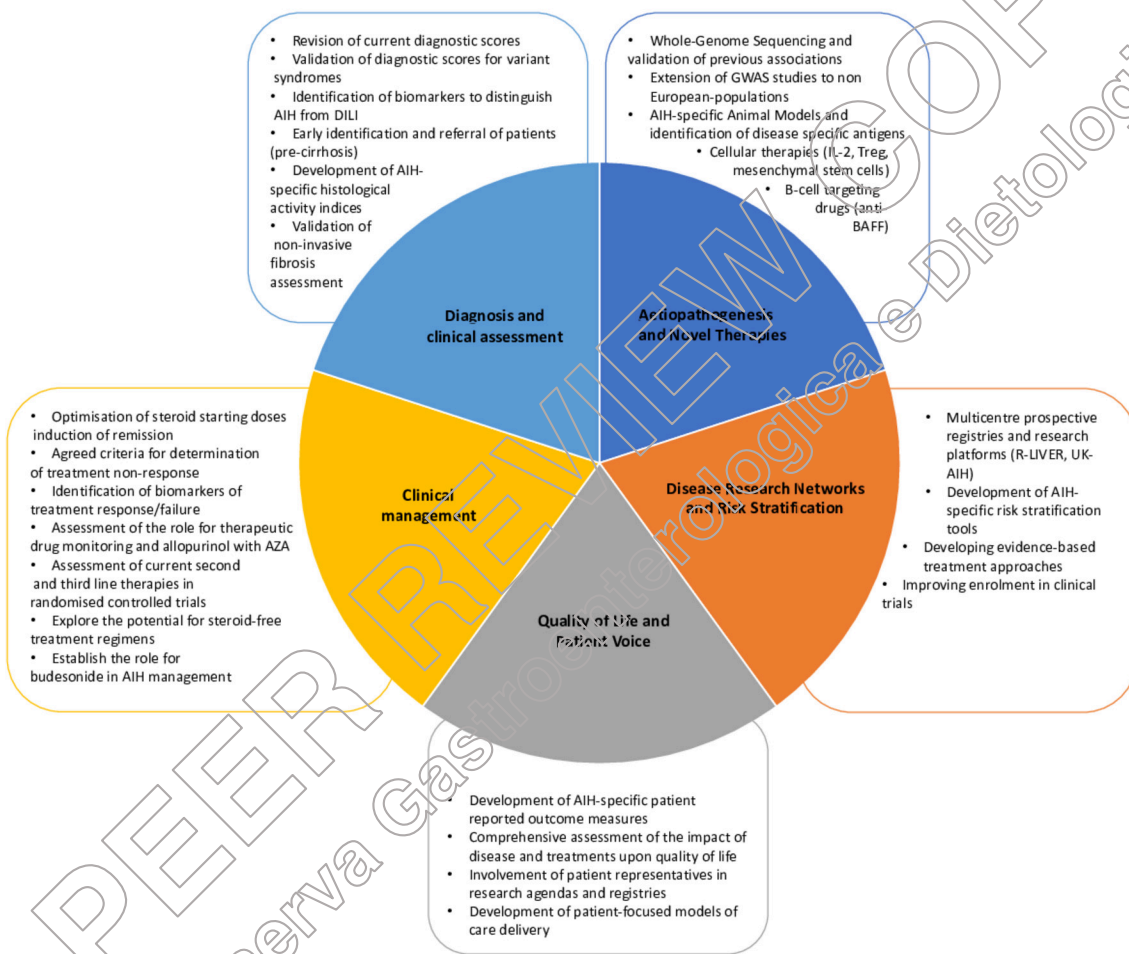 • Revision of current diagnostic scores
• Validation of diagnostic scores for variant
syndromes
• Identification of biomarkers to distinguish
AIH from DILI
• Early identification and referral of patients
(pre-cirrhosis)
• Development of AIH-
specific histological
activity indices
• Validation of
non-invasive
fibrosis
assessment
• Whole-Genome Sequencing and
validation of previous associations
• Extension of GWAS studies to non
European-populations
• AIH-specific Animal Models and
identification of disease specific antigens
• Cellular therapies (IL-2, Treg,
mesenchymal stem cells)
• B-cell targeting
drugs (anti-
BAFF)
Diagnosis and
clinical assessment
Aetiopathogenesis
and Novel Therapies
• Optimisation of steroid starting doses
induction of remission
• Agreed criteria for determination
of treatment non-response
• Identification of biomarkers of
treatment response/failure
• Assessment of the role for therapeutic
drug monitoring and allopurinol with AZA
• Assessment of current second
and third line therapies in
randomised controlled trials
• Explore the potential for steroid-free
treatment regimens
• Establish the role for
budesonide in AIH management
Clinical
management
Disease Research Networks
and Risk Stratification
• Multicentre prospective
registries and research
platforms (R-LIVER, UK-
AIH)
• Development of AIH-
specific risk stratification
tools
• Developing evidence-based
treatment approaches
• Improving enrolment in clinical
trials
Quality of Life and
Patient Voice
• Development of AIH-specific patient
reported outcome measures
• Comprehensive assessment of the impact of
disease and treatments upon quality of life
• Involvement of patient representatives in
research agendas and registries
• Development of patient-focused models of
care delivery
PEER REVIEW COP
erva Gastroenterologica e Dietologi